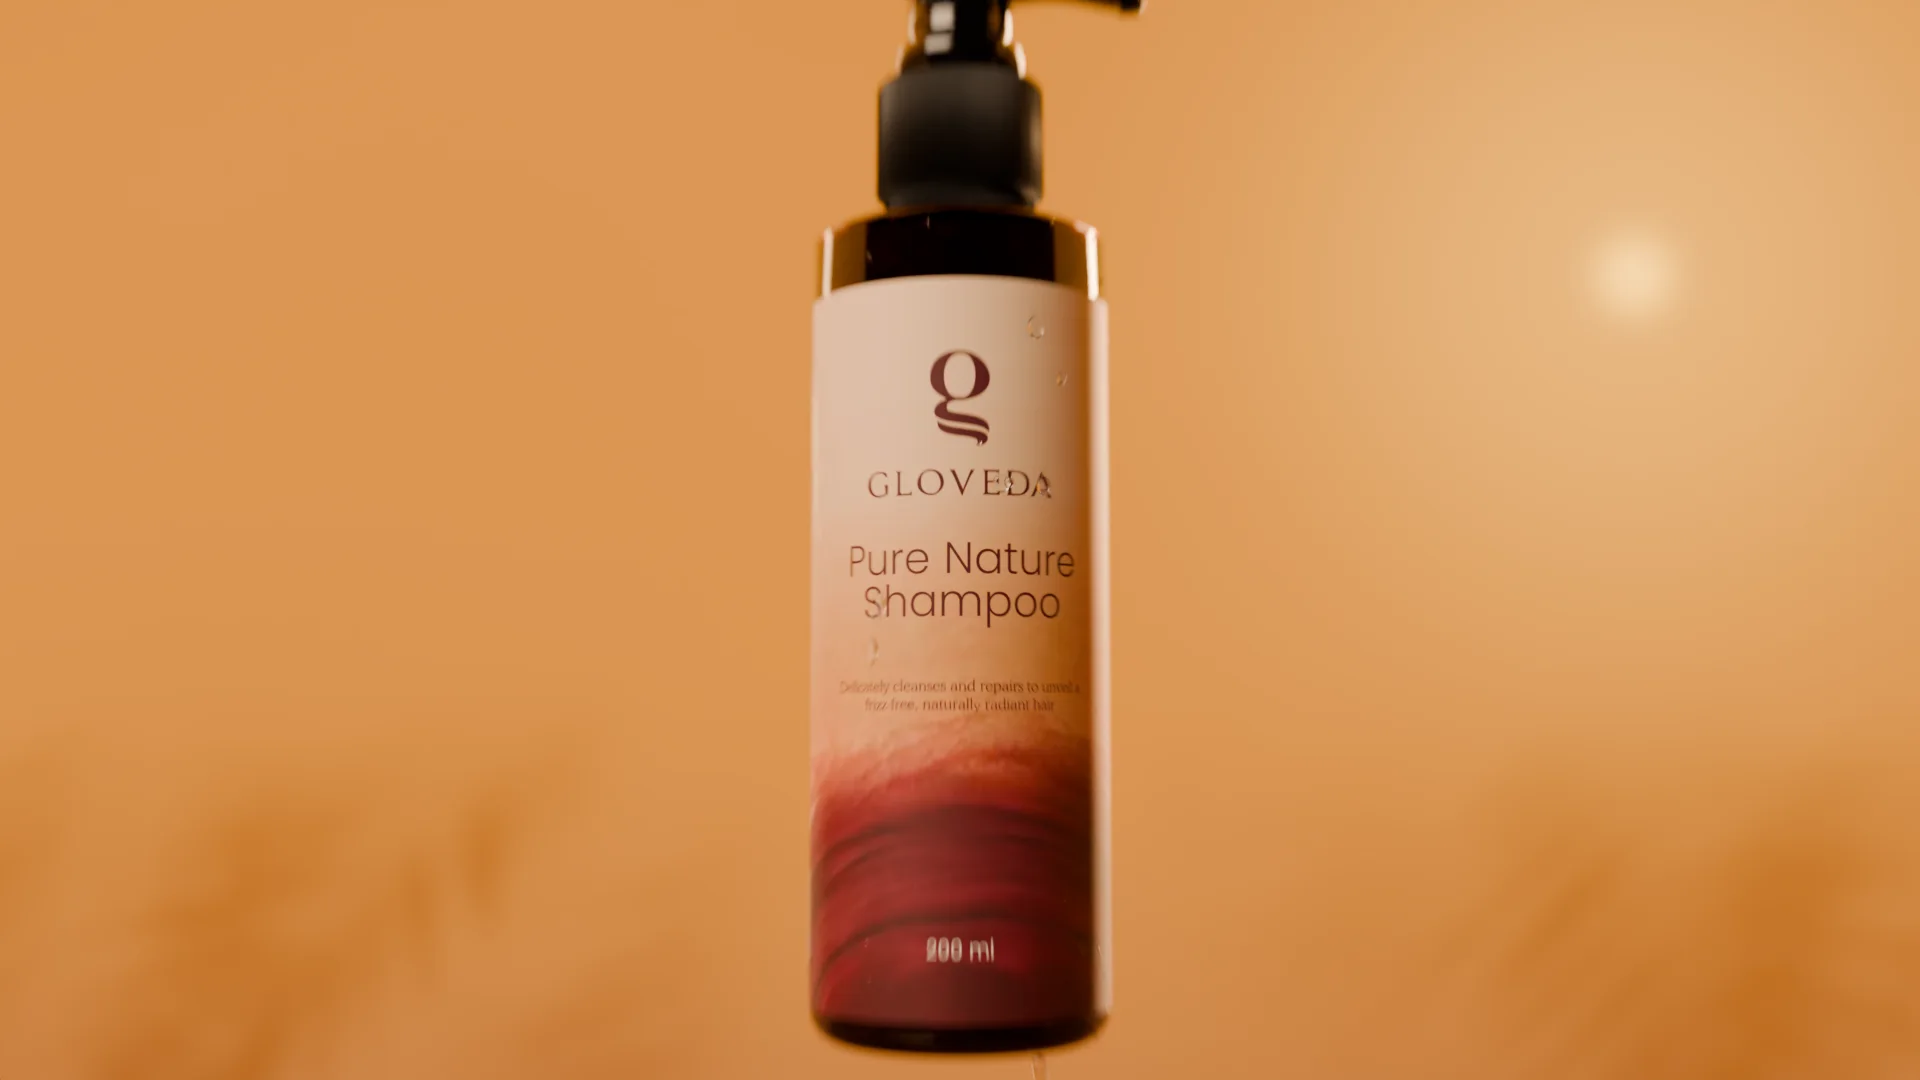 g
GLOVEDA
Pure Nature
Shampoo
Delicately cleanses and repairs to unveil a
frizz-free, naturally radiant hair
200 ml